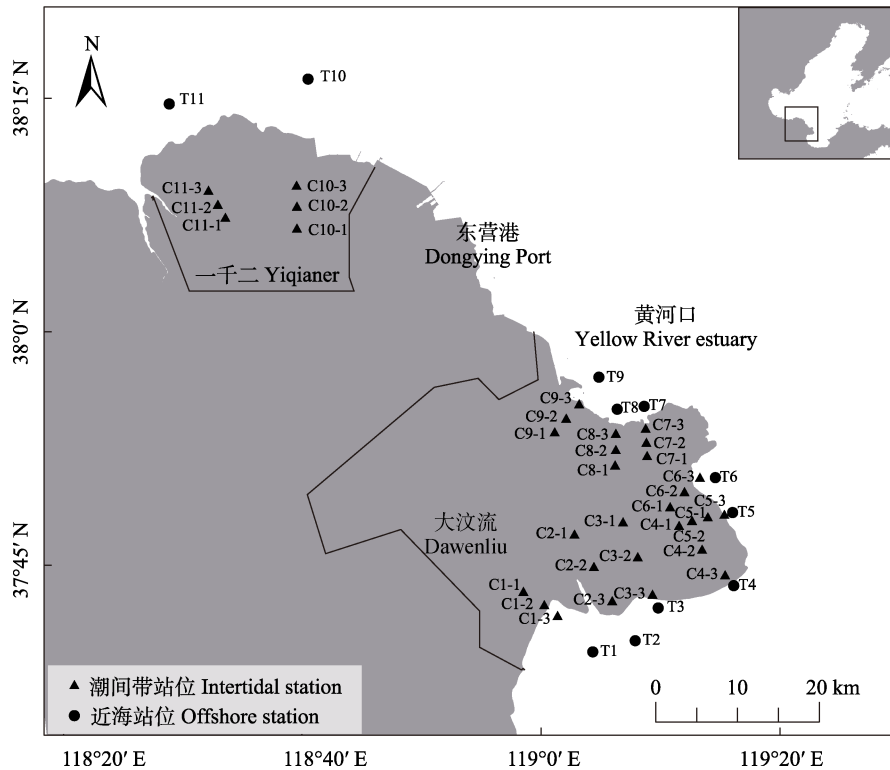 N
38°15′ N
38°0′ N
37°45′ N
T10
T11
C11-3
C11-2
C11-1
C10-3
C10-2
C10-1
一千二 Yiqianer
东营港
Dongying Port
黄河口
Yellow River estuary
T9
T8
T7
C9-3
C9-2
C9-1
C8-3
C8-2
C8-1
C7-3
C7-2
C7-1
C6-3
T6
C6-2
C6-1
C5-3
T5
C5-1
C5-2
大汶流
Dawenliu
C2-1
C3-1
C4-1
C4-2
C3-2
C2-2
C4-3
T4
C1-1
C1-2
C1-3
C2-3
C3-3
T3
T2
T1
潮间带站位 Intertidal station
近海站位 Offshore station
0 10 20 km
118°20′ E
118°40′ E
119°0′ E
119°20′ E